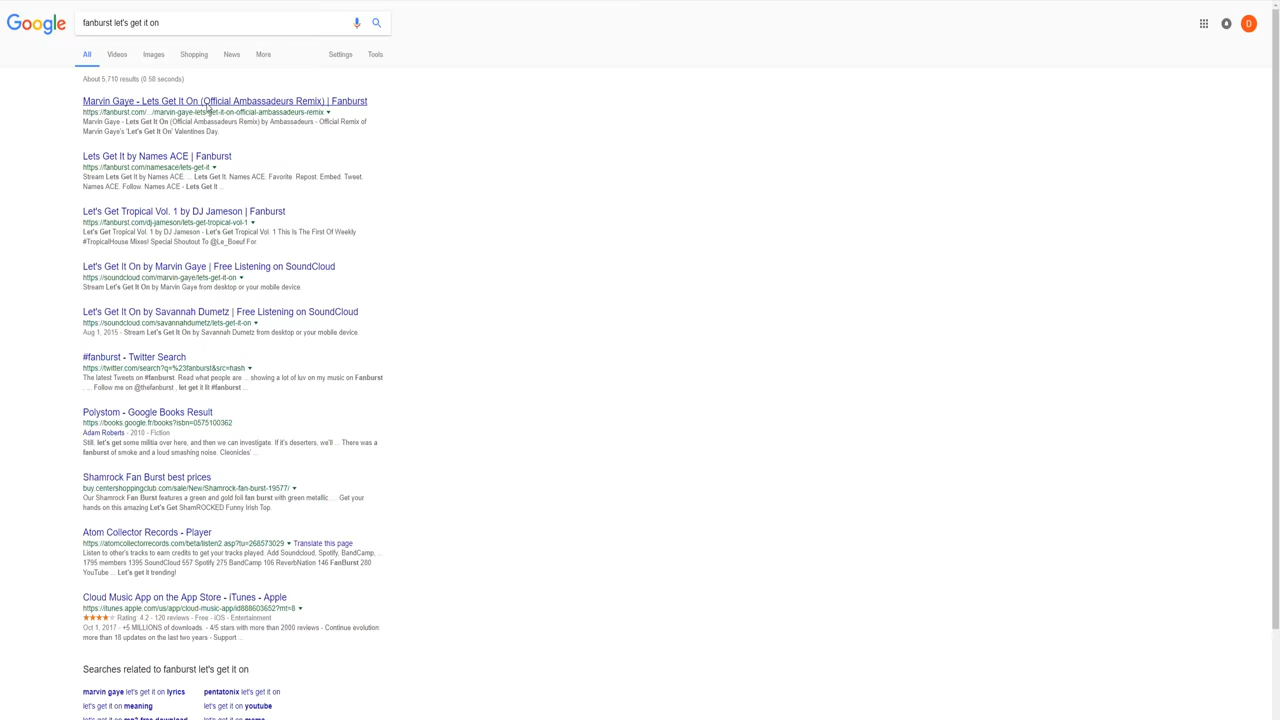 Google
fanburst let's get it on
D
All Videos Images Shopping News More Settings Tools
About 5,710 results (0.58 seconds)
Marvin Gaye - Lets Get It On (Official Ambassadeurs Remix) | Fanburst
https://fanburst.com/.../marvin-gaye-lets-get-it-on-official-ambassadeurs-remix
Marvin Gaye - Lets Get It On (Official Ambassadeurs Remix) by Ambassadeurs - Official Remix of
Marvin Gaye's 'Let's Get It On' Valentines Day.
Lets Get It by Names ACE | Fanburst
https://fanburst.com/namesace/lets-get-it
Stream Lets Get It by Names ACE. ... Lets Get It. Names ACE. Favorite. Repost. Embed. Tweet.
Names ACE. Follow. Names ACE - Lets Get It ...
Let's Get Tropical Vol. 1 by DJ Jameson | Fanburst
https://fanburst.com/dj-jameson/lets-get-tropical-vol-1
Let's Get Tropical Vol. 1 by DJ Jameson - Let's Get Tropical Vol. 1 This Is The First Of Weekly
#TropicalHouse Mixes! Special Shoutout To @Le_Boeuf For.
Let's Get It On by Marvin Gaye | Free Listening on SoundCloud
https://soundcloud.com/marvin-gaye/lets-get-it-on
Stream Let's Get It On by Marvin Gaye from desktop or your mobile device.
Let's Get It On by Savannah Dumetz | Free Listening on SoundCloud
https://soundcloud.com/savannahdumetz/lets-get-it-on
Aug 1, 2015 - Stream Let's Get It On by Savannah Dumetz from desktop or your mobile device.
#fanburst - Twitter Search
https://twitter.com/search?q=%23fanburst&src=hash
The latest Tweets on #fanburst. Read what people are ... showing a lot of luv on my music on Fanburst
. ... Follow me on @thefanburst , let get it lit #fanburst ...
Polystom - Google Books Result
https://books.google.fr/books?isbn=0575100362
Adam Roberts - 2010 - Fiction
Still, let's get some militia over here, and then we can investigate. If it's deserters, we'll ... There was a
fanburst of smoke and a loud smashing noise. Cleonicles' ...
Shamrock Fan Burst best prices
buy.centershoppingclub.com/sale/New/Shamrock-fan-burst-19577/
Our Shamrock Fan Burst features a green and gold foil fan burst with green metallic ... Get your
hands on this amazing Let's Get ShamROCKED Funny Irish Top.
Atom Collector Records - Player
https://atomcollectorrecords.com/beta/listen2.asp?tu=268573029 Translate this page
Listen to other's tracks to earn credits to get your tracks played. Add Soundcloud, Spotify, BandCamp, ...
1795 members 1395 SoundCloud 557 Spotify 275 BandCamp 106 ReverbNation 146 FanBurst 280
YouTube ... Let's get it trending!
Cloud Music App on the App Store - iTunes - Apple
https://itunes.apple.com/us/app/cloud-music-app/id888603652?mt=8
Rating: 4.2 - 120 reviews - Free - iOS - Entertainment
Oct 1, 2017 - +5 MILLIONS of downloads. - 4/5 stars with more than 2000 reviews - Continue evolution
more than 18 updates on the last two years - Support ...
Searches related to fanburst let's get it on
marvin gaye let's get it on lyrics pentatonix let's get it on
let's get it on meaning let's get it on youtube
let's get it on mp3 free download let's get it on meme